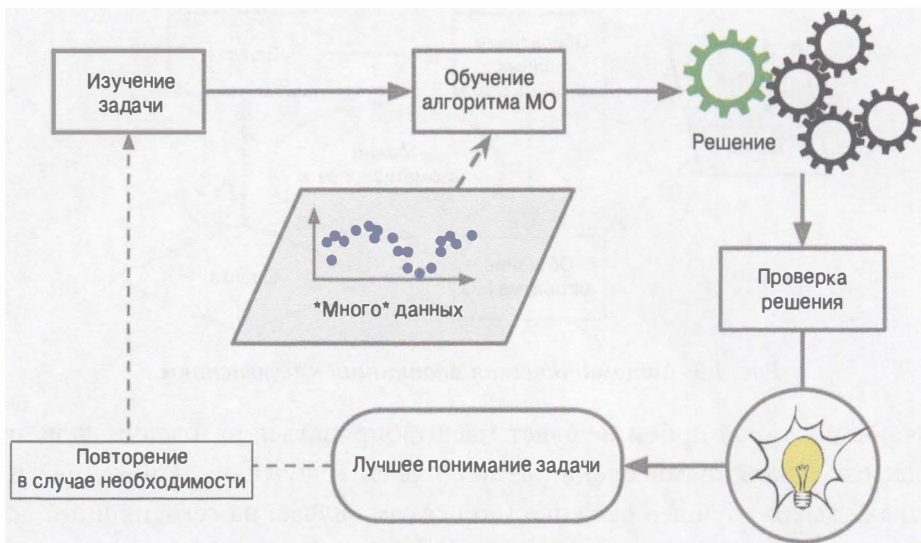 Изучение
задачи
Обучение
алгоритма МО
Решение
*Много* данных
Проверка
решения
Лучшее понимание задачи
Повторение
в случае необходимости